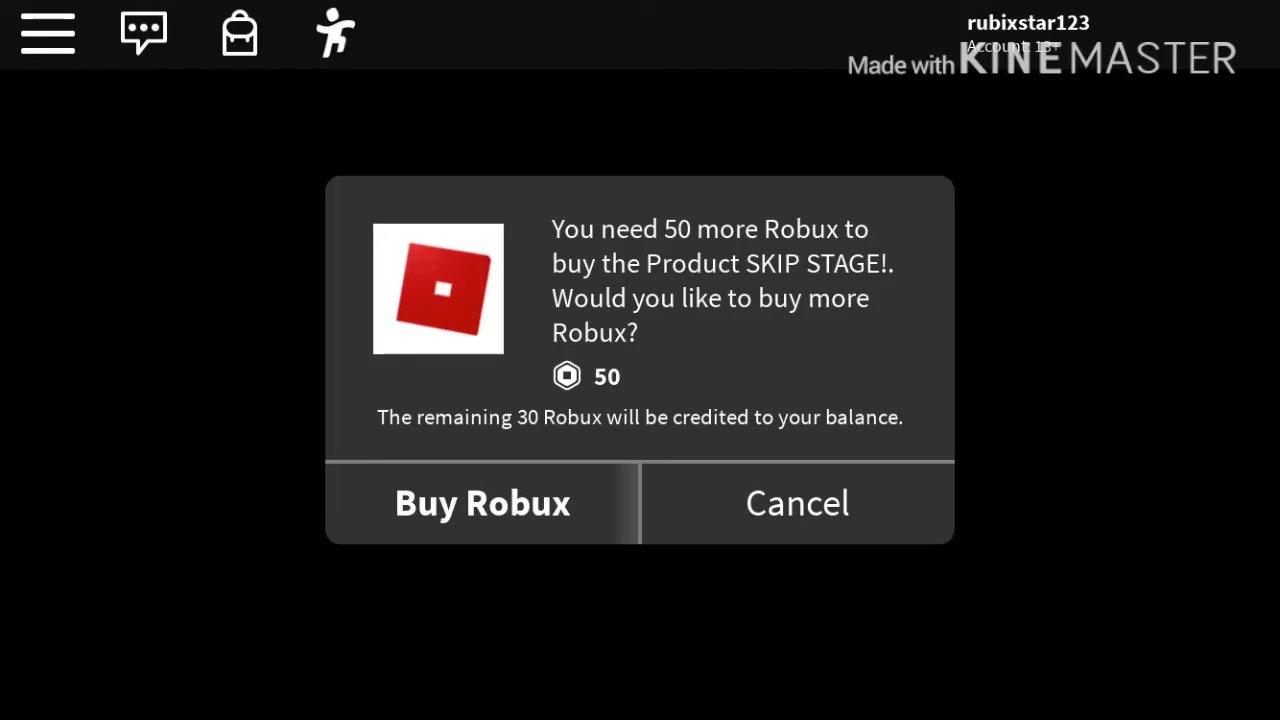 rubixstar123
Account: 13+
Made with KINEMASTER
You need 50 more Robux to
buy the Product SKIP STAGE!.
Would you like to buy more
Robux?
50
The remaining 30 Robux will be credited to your balance.
Buy Robux
Cancel